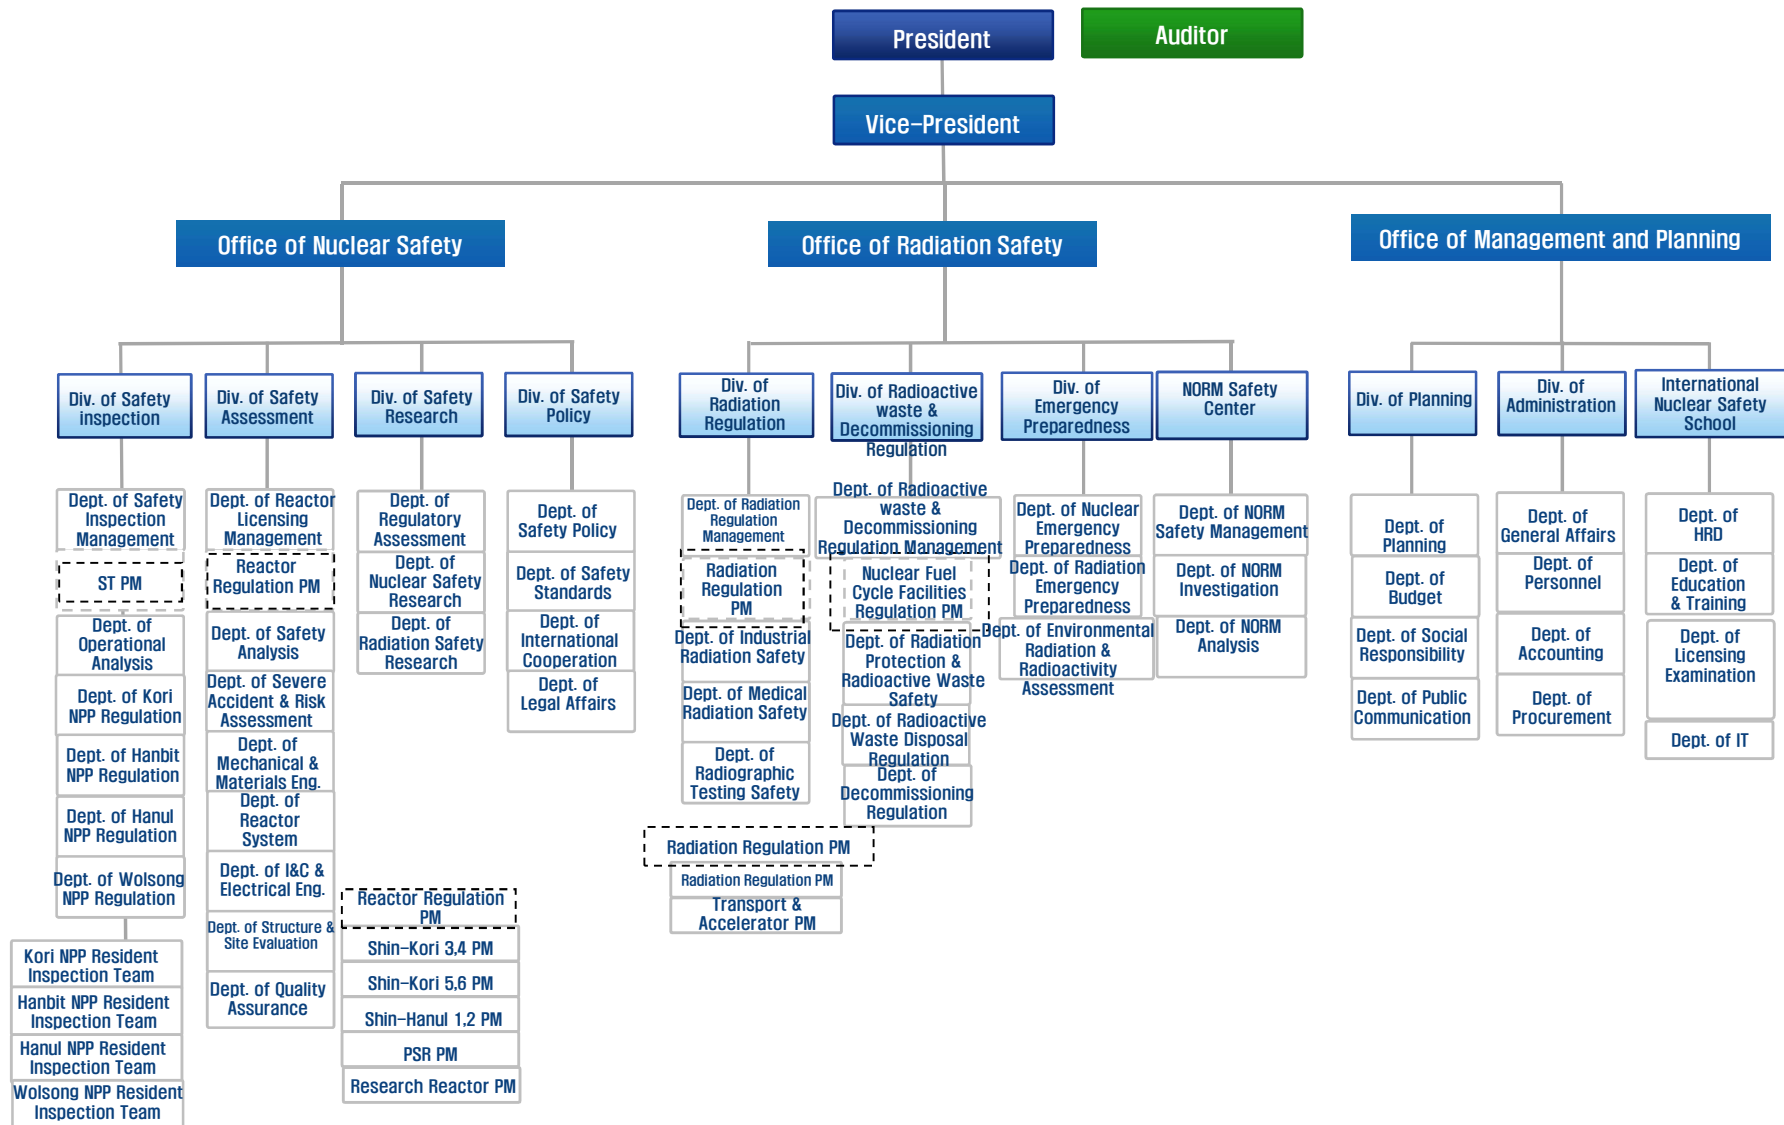 President
Auditor
Vice-President
Office of Nuclear Safety
Office of Radiation Safety
Office of Management and Planning
Div. of Safety
inspection
Div. of Safety
Assessment
Div. of Safety
Research
Div. of Safety
Policy
Div. of
Radiation
Regulation
Div. of Radioactive
waste &
Decommissioning
Regulation
Div. of
Emergency
Preparedness
NORM Safety
Center
Div. of Planning
Div. of
Administration
International
Nuclear Safety
School
Dept. of Safety
Inspection
Management
ST PM
Dept. of
Operational
Analysis
Dept. of Kori
NPP Regulation
Dept. of Hanbit
NPP Regulation
Dept. of Hanul
NPP Regulation
Dept. of Wolsong
NPP Regulation
Kori NPP Resident
Inspection Team
Hanbit NPP Resident
Inspection Team
Hanul NPP Resident
Inspection Team
Wolsong NPP Resident
Inspection Team
Dept. of Reactor
Licensing
Management
Reactor
Regulation PM
Dept. of Safety
Analysis
Dept. of Severe
Accident & Risk
Assessment
Dept. of
Mechanical &
Materials Eng.
Dept. of
Reactor
System
Dept. of I&C &
Electrical Eng.
Dept. of Structure &
Site Evaluation
Dept. of Quality
Assurance
Dept. of
Regulatory
Assessment
Dept. of
Nuclear Safety
Research
Dept. of
Radiation Safety
Research
Reactor Regulation
PM
Shin-Kori 3,4 PM
Shin-Kori 5,6 PM
Shin-Hanul 1,2 PM
PSR PM
Research Reactor PM
Dept. of
Safety Policy
Dept. of Safety
Standards
Dept. of
International
Cooperation
Dept. of
Legal Affairs
Dept. of Radiation
Regulation
Management
Radiation
Regulation
PM
Dept. of Industrial
Radiation Safety
Dept. of Medical
Radiation Safety
Dept. of
Radiographic
Testing Safety
Radiation Regulation PM
Radiation Regulation PM
Transport &
Accelerator PM
Dept. of Radioactive
waste &
Decommissioning
Regulation Management
Nuclear Fuel
Cycle Facilities
Regulation PM
Dept. of Radiation
Protection &
Radioactive Waste
Safety
Dept. of Radioactive
Waste Disposal
Regulation
Dept. of
Decommissioning
Regulation
Dept. of Nuclear
Emergency
Preparedness
Dept. of Radiation
Emergency
Preparedness
Dept. of Environmental
Radiation &
Radioactivity
Assessment
Dept. of NORM
Safety Management
Dept. of NORM
Investigation
Dept. of NORM
Analysis
Dept. of
Planning
Dept. of
Budget
Dept. of Social
Responsibility
Dept. of Public
Communication
Dept. of
General Affairs
Dept. of
Personnel
Dept. of
Accounting
Dept. of
Procurement
Dept. of
HRD
Dept. of
Education
& Training
Dept. of
Licensing
Examination
Dept. of IT